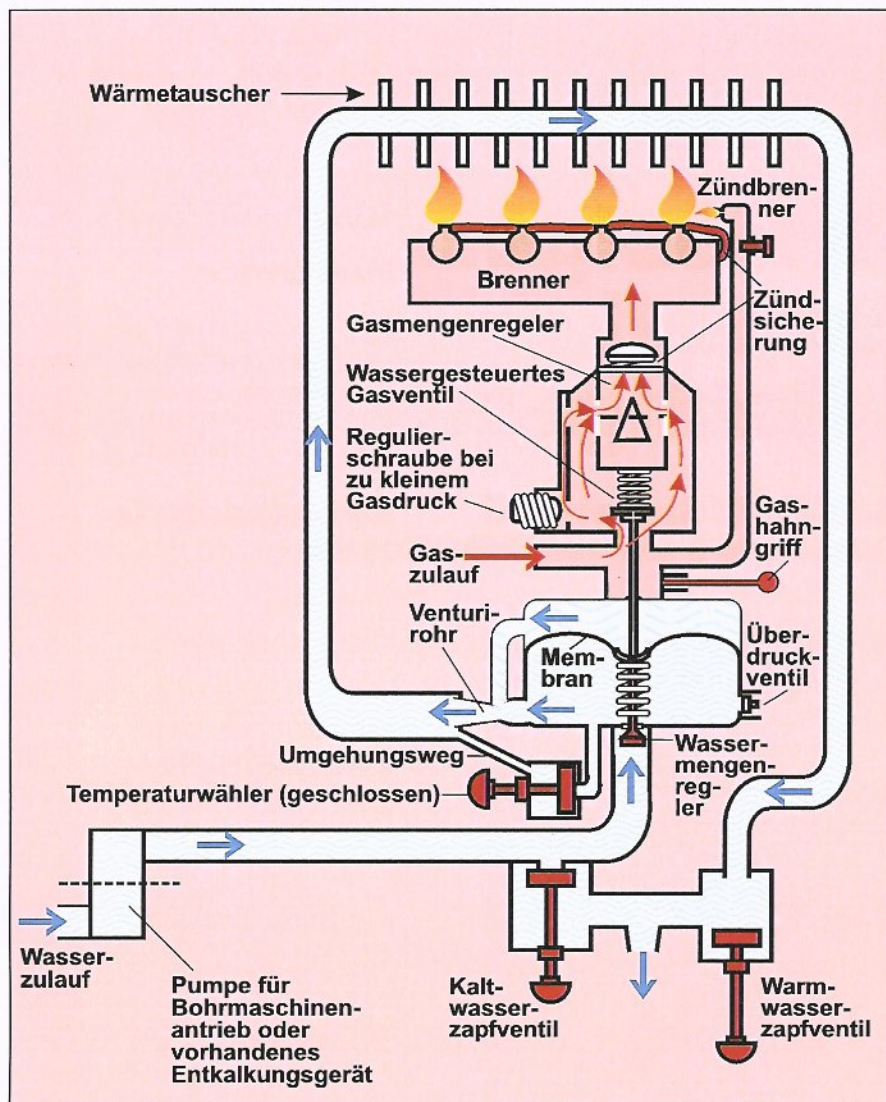 Wärmetauscher
Zündbren-
ner
Brenner
Zünd-
siche-
rung
Gasmengenregeler
Wassergesteuertes
Gasventil
Regulier-
schraube bei
zu kleinem
Gasdruck
Gas-
hahn-
griff
Gas-
zulauf
Venturi-
rohr
Mem-
bran
Über-
druck-
ventil
Umgehungsweg
Wasser-
mengen-
reg-
ler
Temperaturwähler (geschlossen)
Wasser-
zulauf
Pumpe für
Bohrmaschinen-
antrieb oder
vorhandenes
Entkalkungsgerät
Kalt-
wasser-
zapfventil
Warm-
wasser-
zapfventil